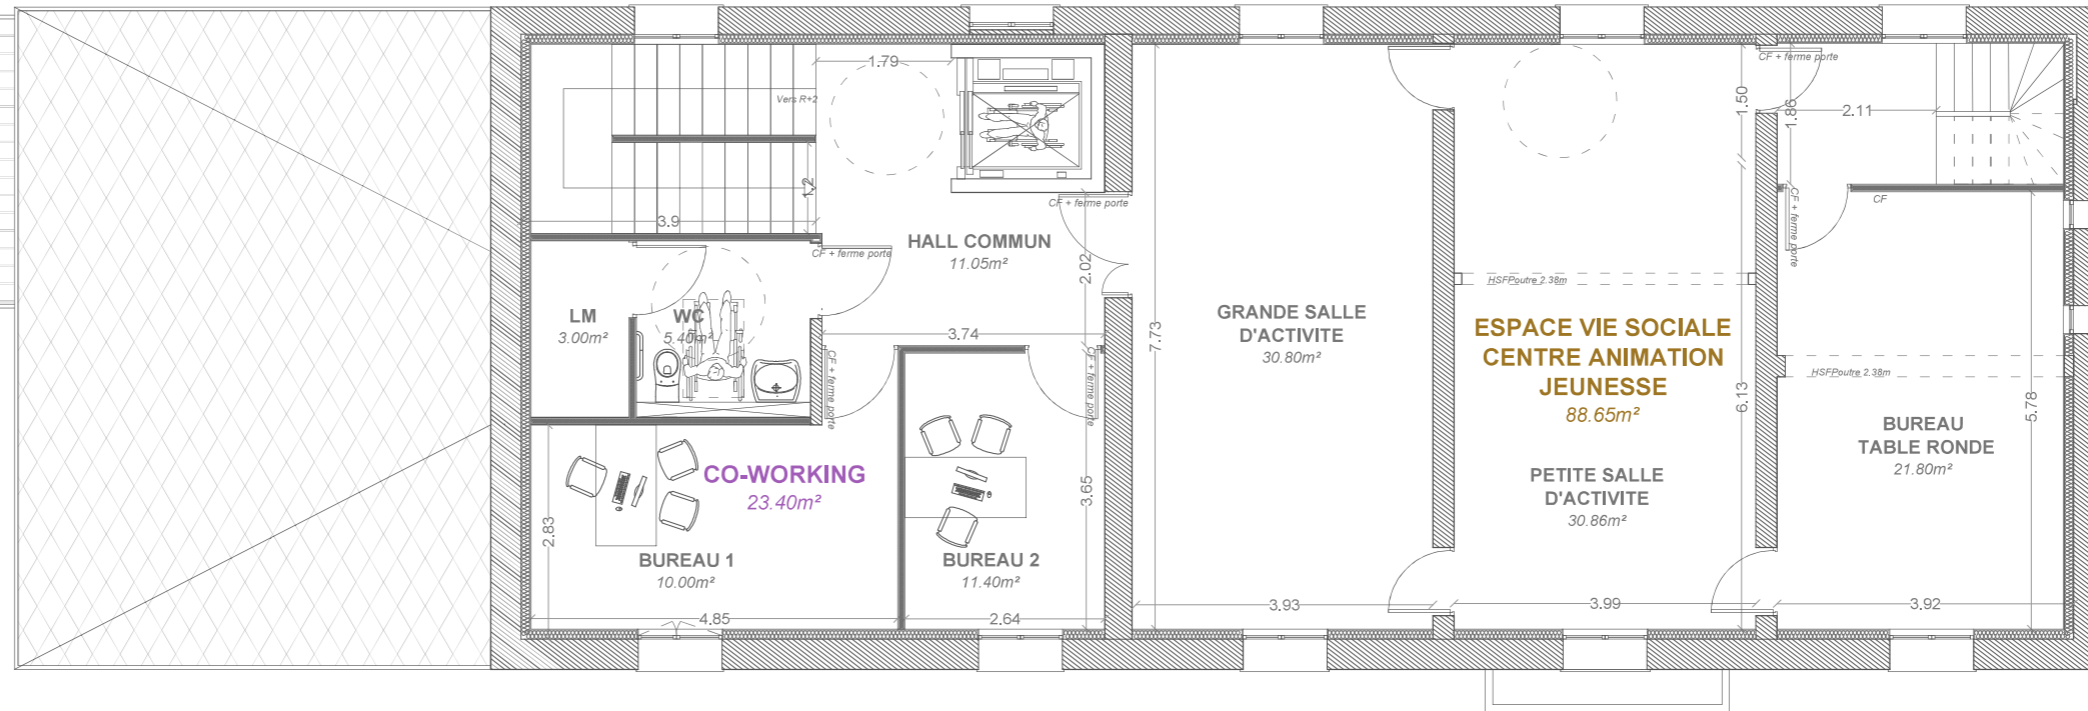 1.79
Vers R+2
1.2
3.9
CF + ferme porte
CF + ferme porte
HALL COMMUN
11.05m²
2.02
3.74
LM
3.00m²
WC
5.40m²
CF + ferme porte
CF + ferme porte
CO-WORKING
23.40m²
2.83
BUREAU 1
10.00m²
4.85
BUREAU 2
11.40m²
2.64
3.65
7.73
GRANDE SALLE
D'ACTIVITE
30.80m²
3.93
1.50
HSFPoutre 2.38m
ESPACE VIE SOCIALE
CENTRE ANIMATION
JEUNESSE
88.65m²
6.13
PETITE SALLE
D'ACTIVITE
30.86m²
3.99
CF + ferme porte
1.86
2.11
CF + ferme porte
CF
HSFPoutre 2.38m
5.78
BUREAU
TABLE RONDE
21.80m²
3.92